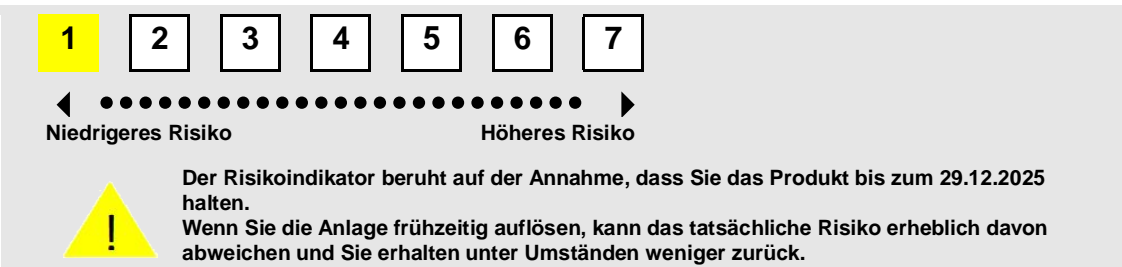 1 2 3 4 5 6 7
Niedrigeres Risiko Höheres Risiko
Der Risikoindikator beruht auf der Annahme, dass Sie das Produkt bis zum 29.12.2025
halten.
Wenn Sie die Anlage frühzeitig auflösen, kann das tatsächliche Risiko erheblich davon
abweichen und Sie erhalten unter Umständen weniger zurück.
!